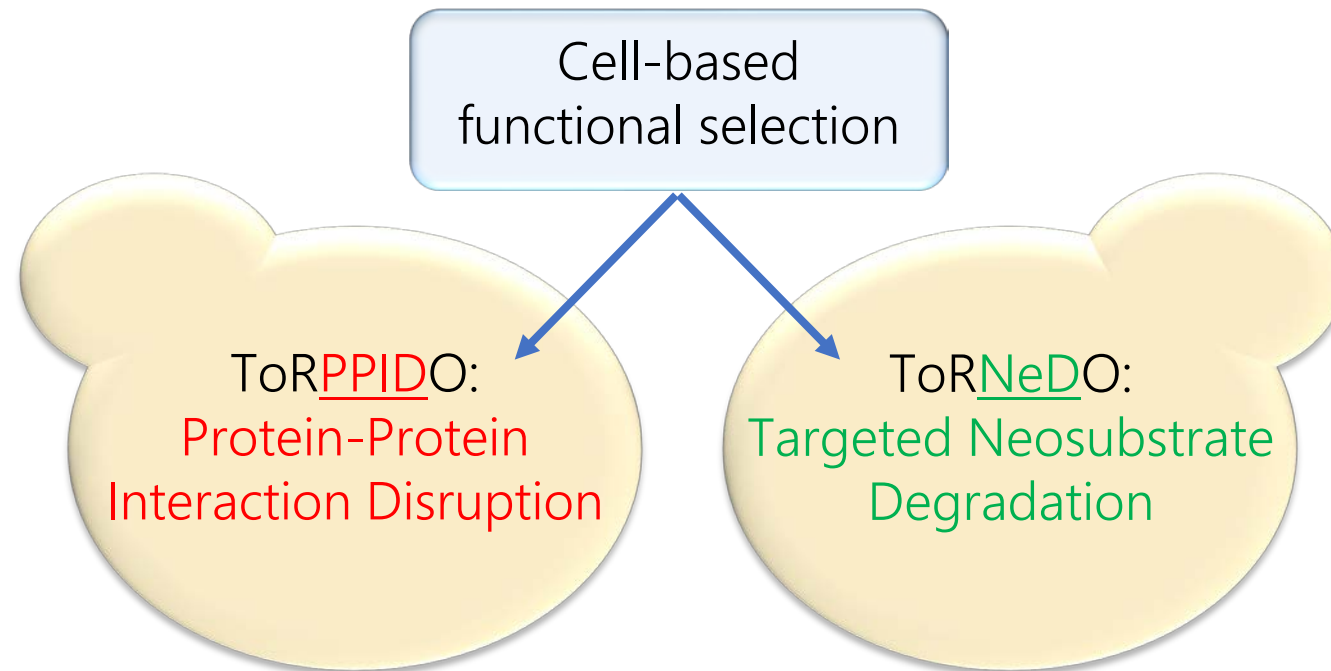 Cell-based
functional selection
ToRPPIDO:
Protein-Protein
Interaction Disruption
ToRNeDO:
Targeted Neosubstrate
Degradation